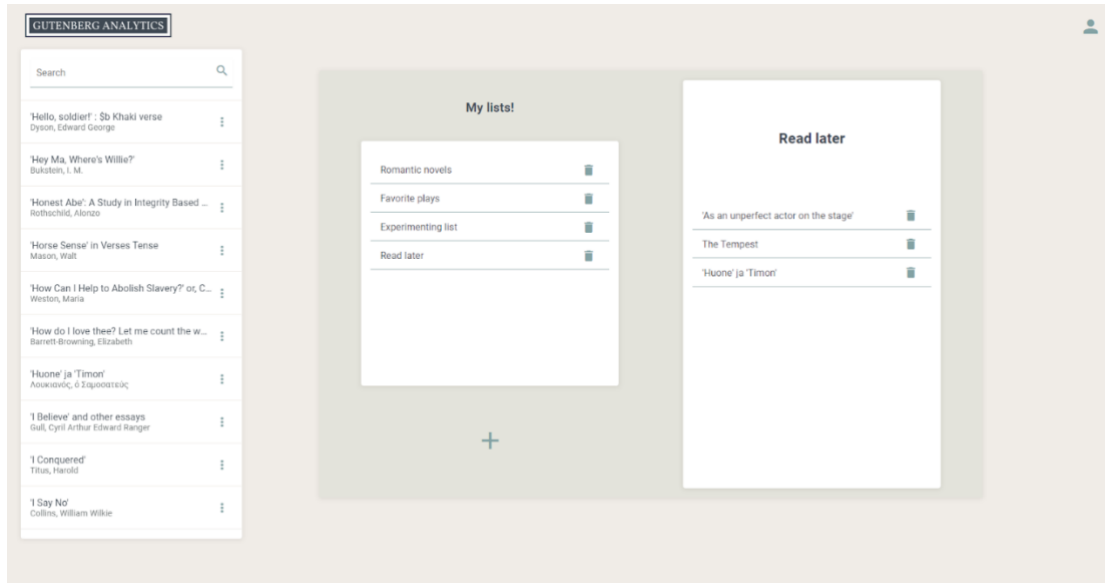 GUTENBERG ANALYTICS
Search
'Hello, soldier!' : $b Khaki verse
Dyson, Edward George
'Hey Ma, Where's Willie?'
Bukstein, I. M.
'Honest Abe': A Study in Integrity Based ...
Rothschild, Alonzo
'Horse Sense' in Verses Tense
Mason, Walt
'How Can I Help to Abolish Slavery?' or, C...
Weston, Maria
'How do I love thee? Let me count the w...
Barrett-Browning, Elizabeth
'Huone' ja 'Timon'
Λουκιανός, ὁ Σαμοσατεύς
'I Believe' and other essays
Gull, Cyril Arthur Edward Ranger
'I Conquered'
Titus, Harold
'I Say No'
Collins, William Wilkie
My lists!
Romantic novels
Favorite plays
Experimenting list
Read later
Read later
'As an unperfect actor on the stage'
The Tempest
'Huone' ja 'Timon'